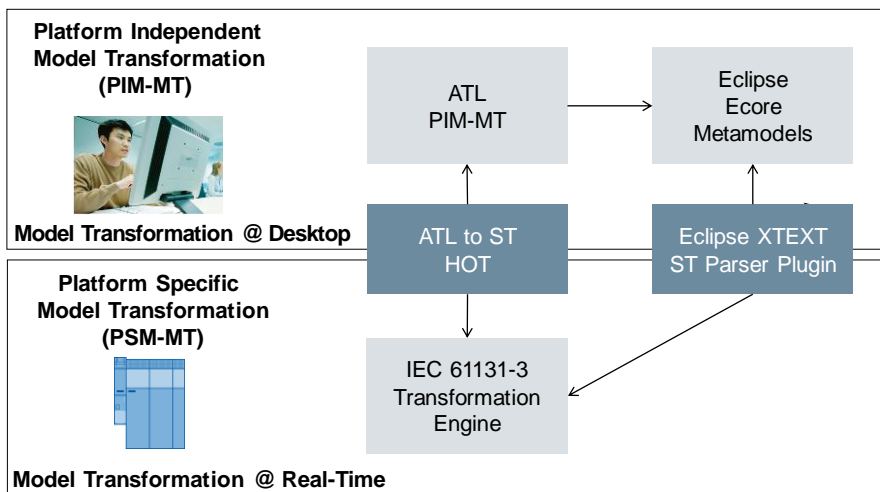 Platform Independent
Model Transformation
(PIM-MT)
Model Transformation @ Desktop
ATL
PIM-MT
Eclipse
Ecore
Metamodels
ATL to ST
HOT
Eclipse XTEXT
ST Parser Plugin
Platform Specific
Model Transformation
(PSM-MT)
Model Transformation @ Real-Time
IEC 61131-3
Transformation
Engine